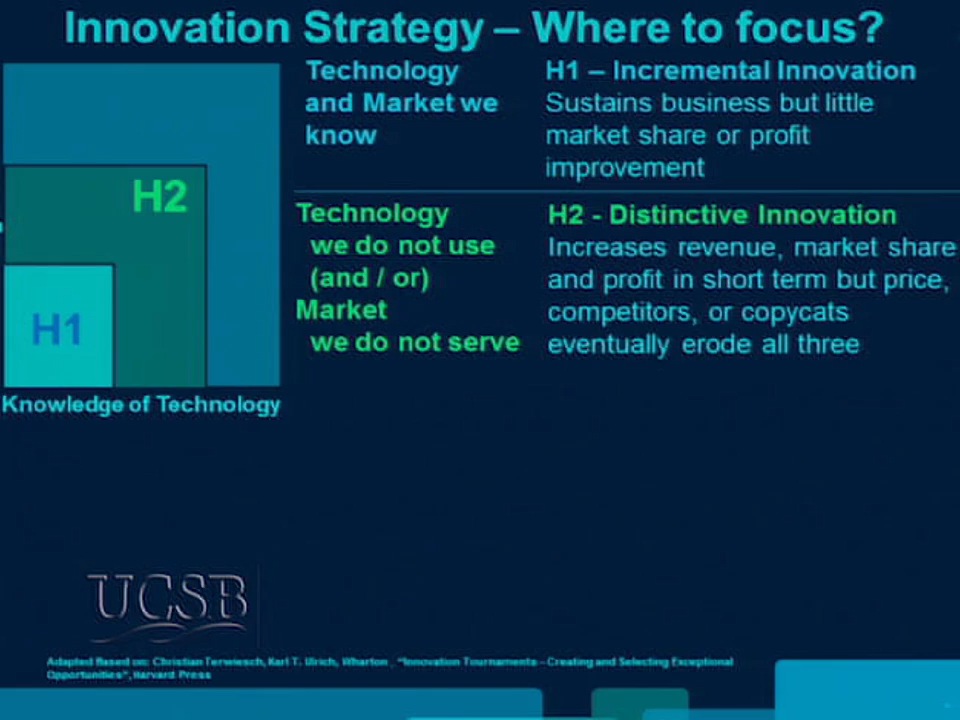 Innovation Strategy – Where to focus?
Technology
and Market we
know
H1 – Incremental Innovation
Sustains business but little
market share or profit
improvement
H2
H1
Knowledge of Technology
Technology
we do not use
(and / or)
Market
we do not serve
H2 - Distinctive Innovation
Increases revenue, market share
and profit in short term but price,
competitors, or copycats
eventually erode all three
UCSB
Adapted Based on: Christian Terwiesch, Karl T. Ulrich, Wharton , "Innovation Tournaments - Creating and Selecting Exceptional
Opportunities", Harvard Press